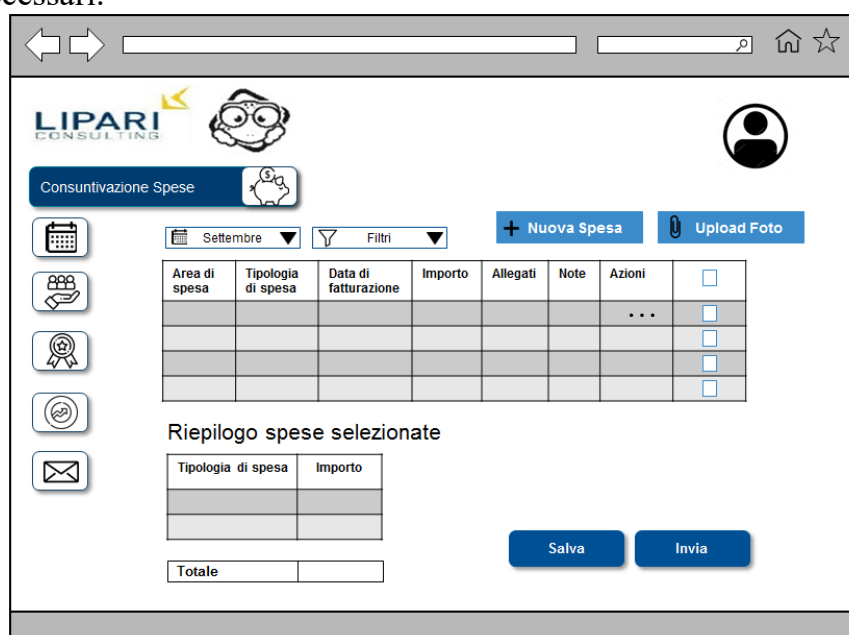 LIPARI
CONSULTING
Consuntivazione Spese
Settembre
Filtri
+ Nuova Spesa
Upload Foto
Area di spesa
Tipologia di spesa
Data di fatturazione
Importo
Allegati
Note
Azioni
...
Riepilogo spese selezionate
Tipologia di spesa
Importo
Totale
Salva
Invia